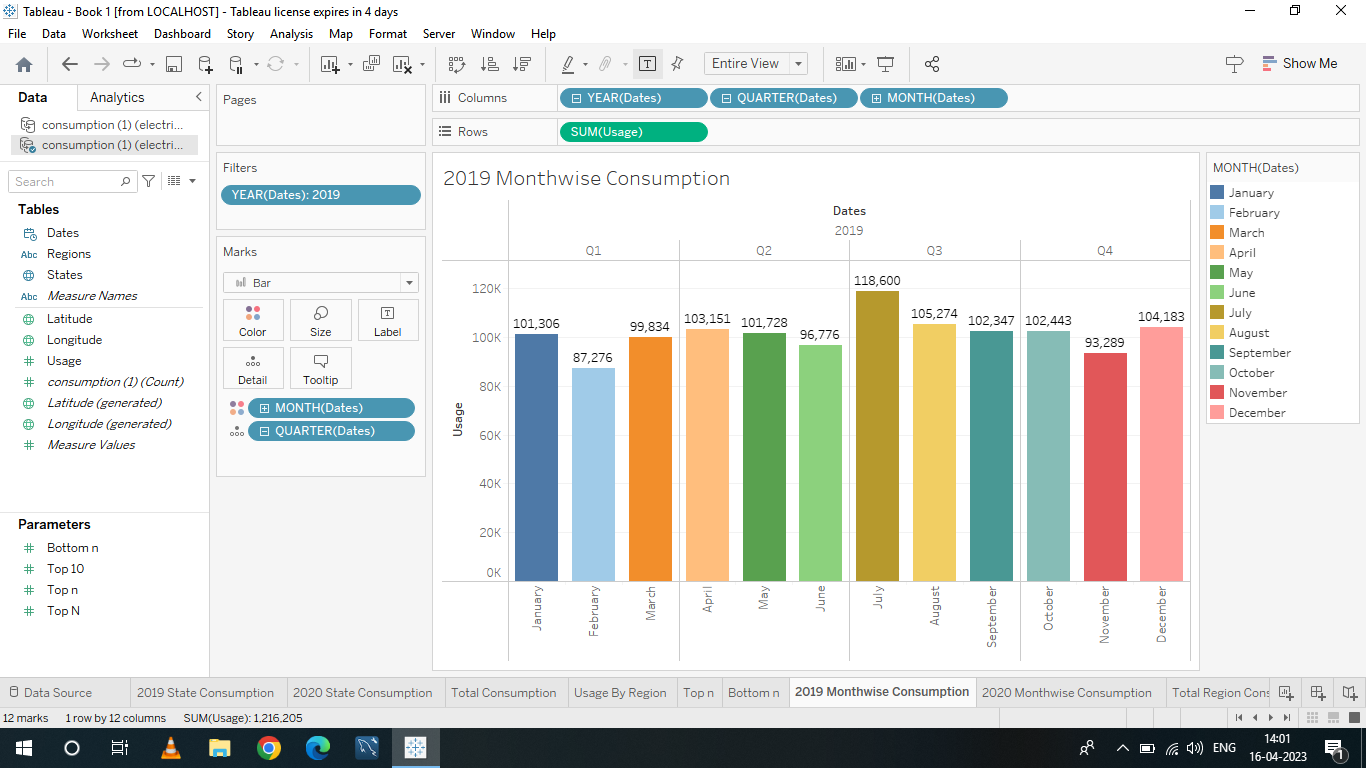 Tableau - Book 1 [from LOCALHOST] - Tableau license expires in 4 days
File Data Worksheet Dashboard Story Analysis Map Format Server Window Help
Entire View
Show Me
Data Analytics
consumption (1) (electri...
consumption (1) (electri...
Search
Tables
Dates
Abc Regions
States
Abc Measure Names
Latitude
Longitude
Usage
consumption (1) (Count)
Latitude (generated)
Longitude (generated)
Measure Values
Parameters
Bottom n
Top 10
Top n
Top N
Pages
Filters
YEAR(Dates): 2019
Marks
Bar
Color Size Label
Detail Tooltip
MONTH(Dates)
QUARTER(Dates)
Columns YEAR(Dates) QUARTER(Dates) MONTH(Dates)
Rows SUM(Usage)
2019 Monthwise Consumption
Dates
2019
Q1 Q2 Q3 Q4
Usage
120K
100K
80K
60K
40K
20K
0K
101,306 87,276 99,834 103,151 101,728 96,776 118,600 105,274 102,347 102,443 93,289 104,183
January February March April May June July August September October November December
MONTH(Dates)
January
February
March
April
May
June
July
August
September
October
November
December
Data Source 2019 State Consumption 2020 State Consumption Total Consumption Usage By Region Top n Bottom n 2019 Monthwise Consumption 2020 Monthwise Consumption Total Region Cons
12 marks 1 row by 12 columns SUM(Usage): 1,216,205
ENG
14:01
16-04-2023
1